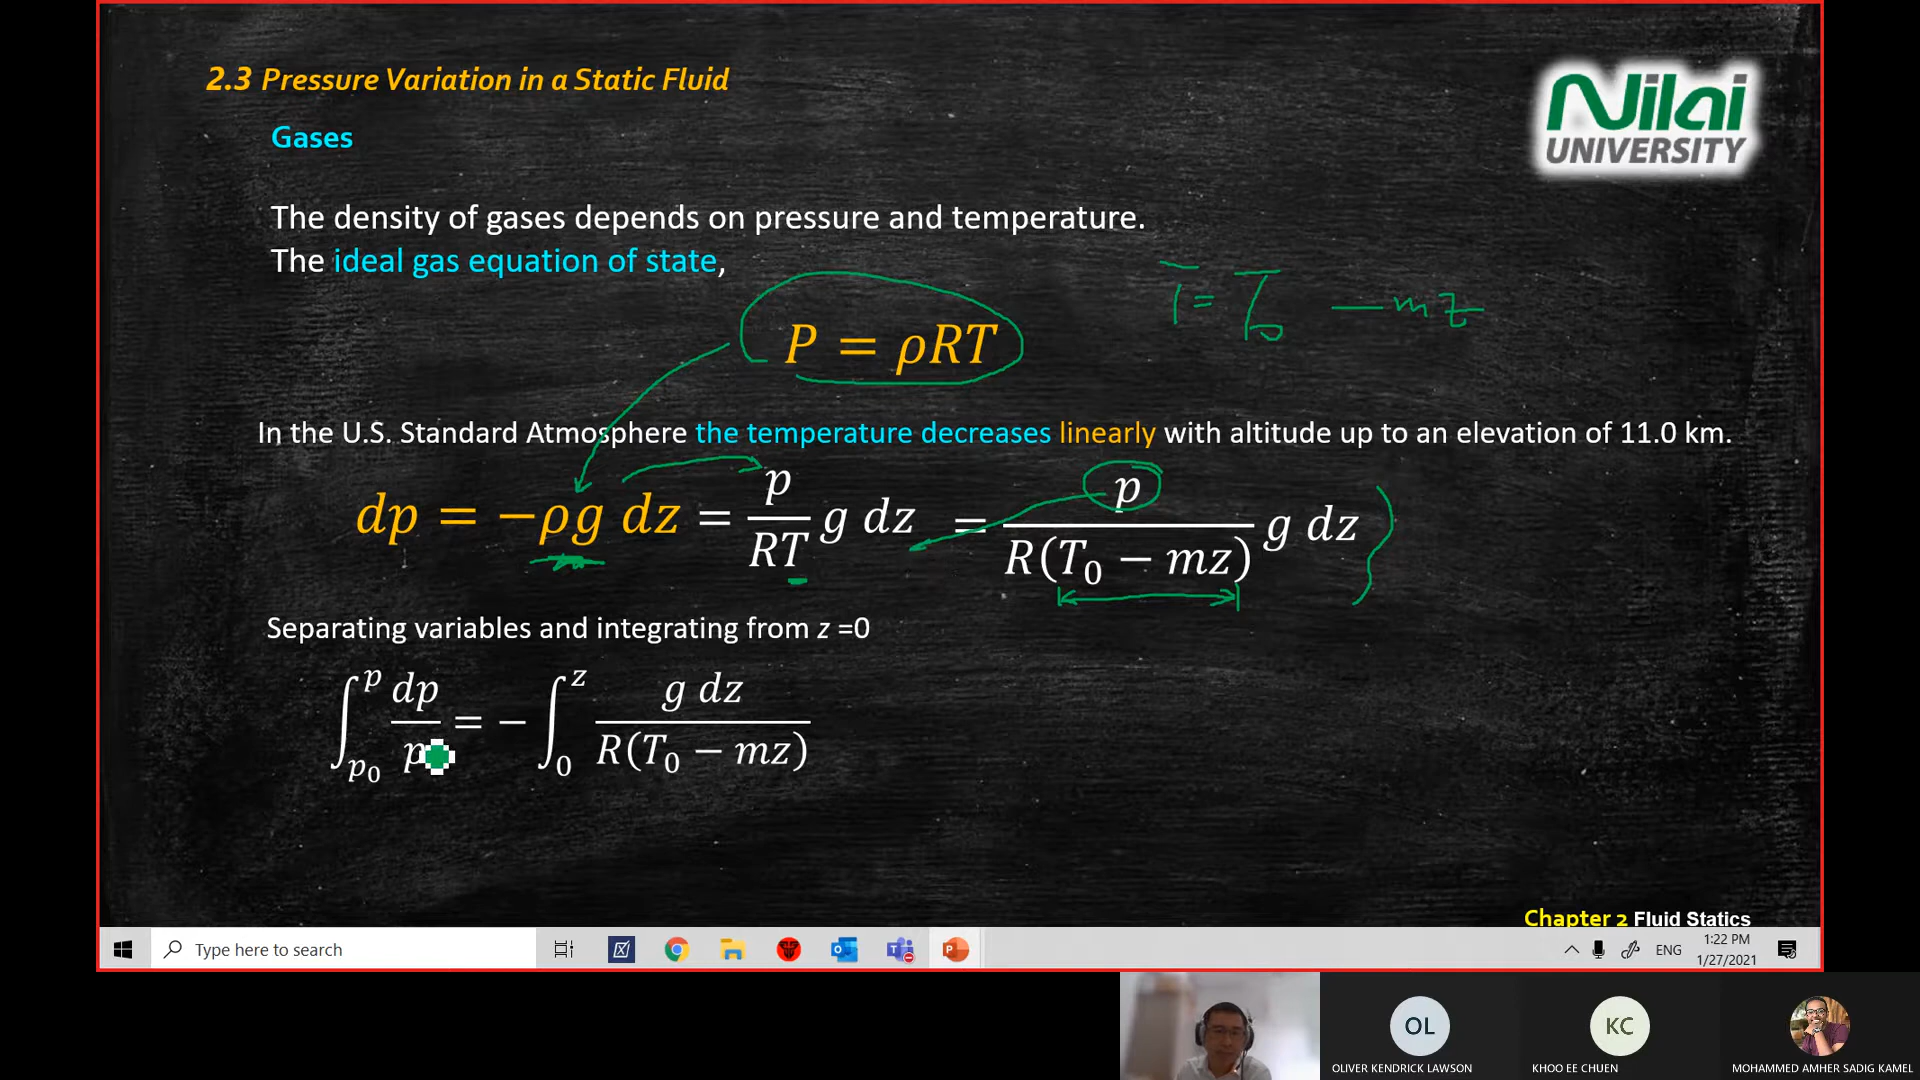 2.3 Pressure Variation in a Static Fluid
Nilai
UNIVERSITY
Gases
The density of gases depends on pressure and temperature.
The ideal gas equation of state,
T = T₀ — mz
P = ρRT
In the U.S. Standard Atmosphere the temperature decreases linearly with altitude up to an elevation of 11.0 km.
dp = −ρg dz = p/RT g dz = p/R(T₀ − mz) g dz
Separating variables and integrating from z =0
∫_{p₀}^{p} dp/p = − ∫_{0}^{z} g dz/R(T₀ − mz)
Chapter 2 Fluid Statics
Type here to search
ENG
1:22 PM
1/27/2021
OL
KC
OLIVER KENDRICK LAWSON
KHOO EE CHUEN
MOHAMMED AMHER SADIG KAMEL